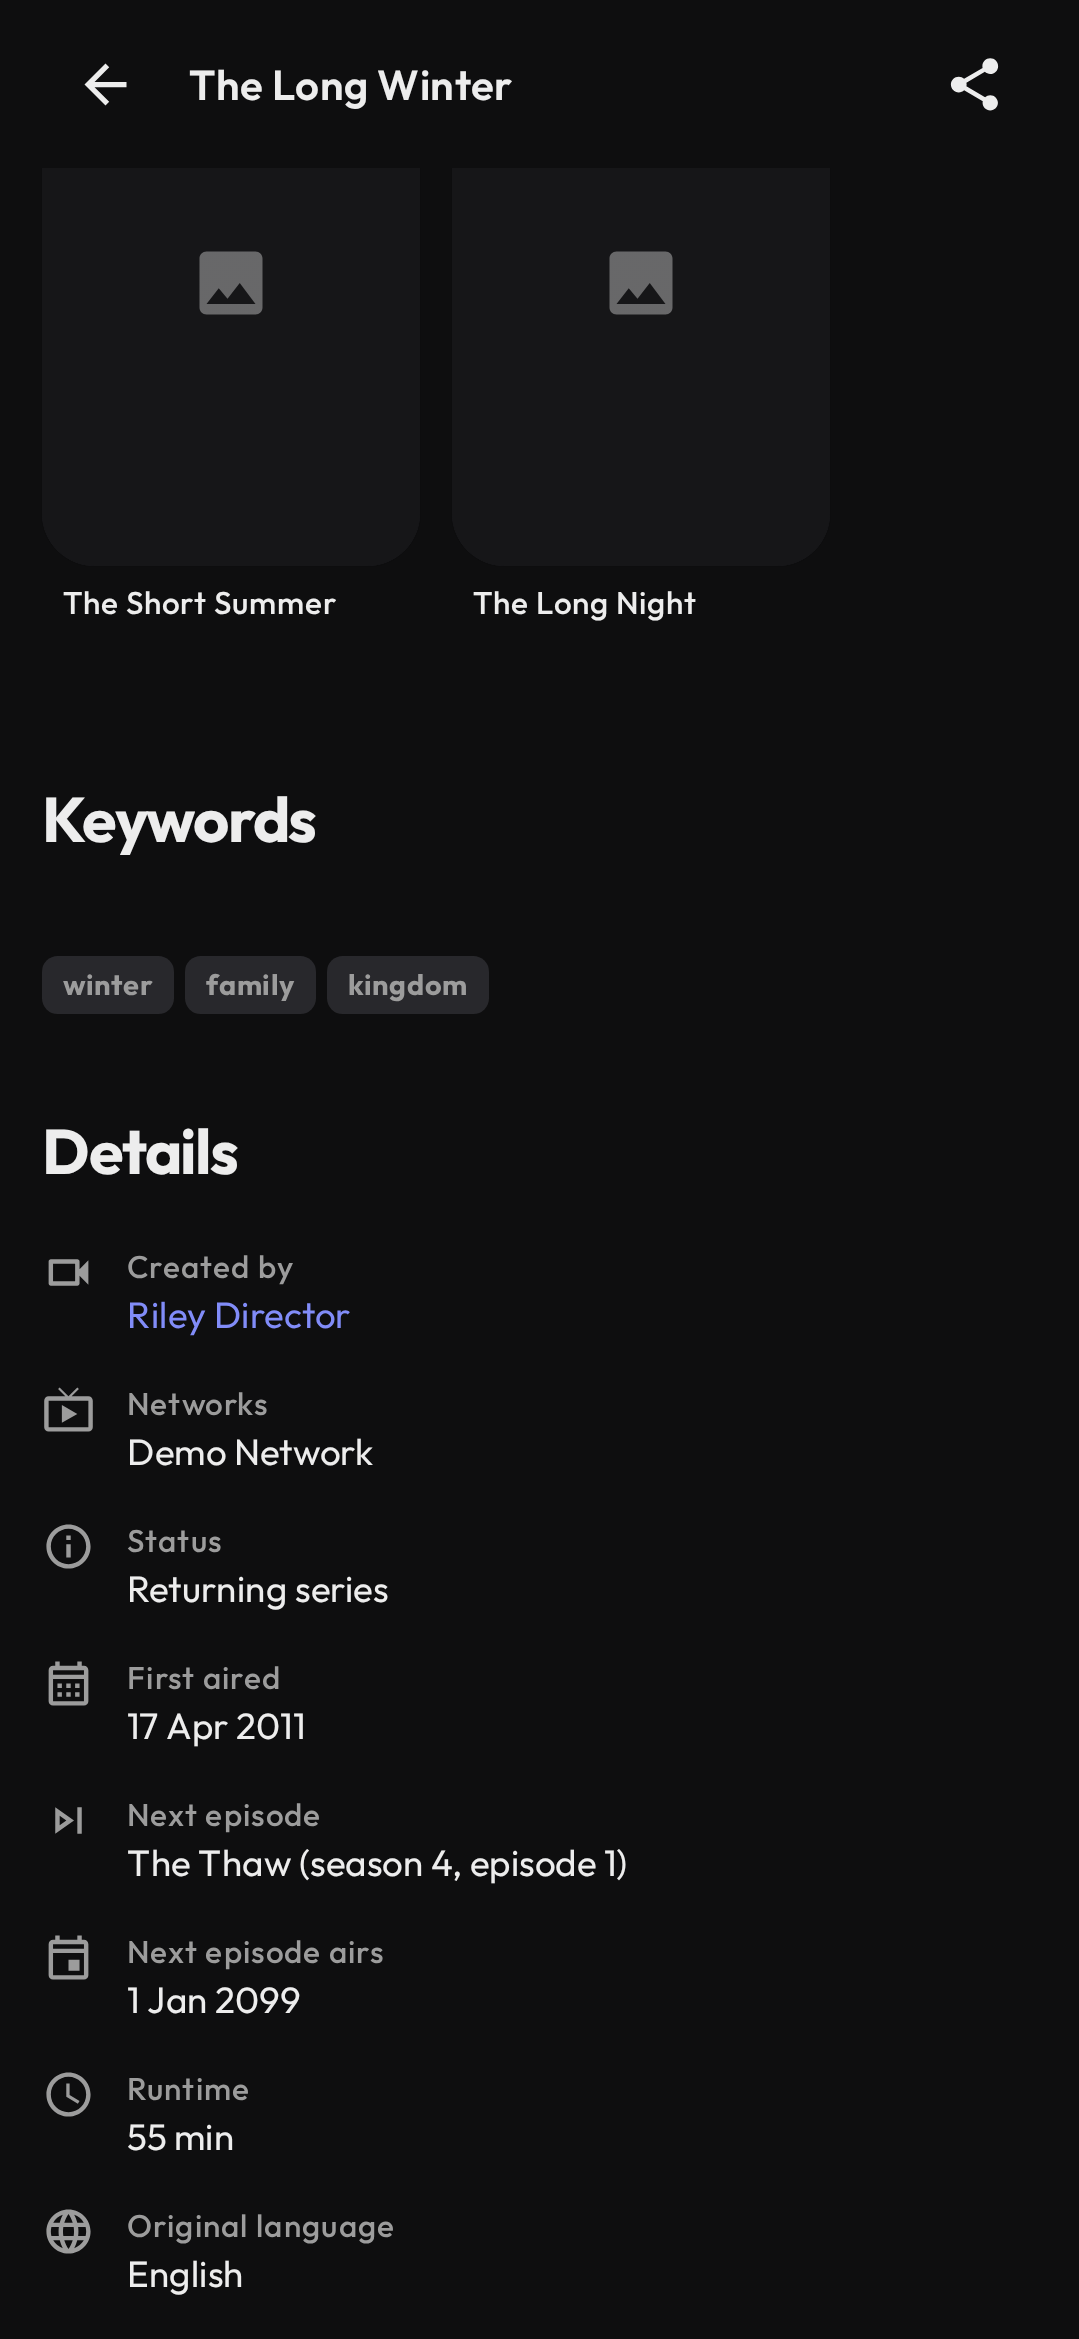 The Long Winter
The Short Summer
The Long Night
Keywords
winter
family
kingdom
Details
Created by
Riley Director
Networks
Demo Network
Status
Returning series
First aired
17 Apr 2011
Next episode
The Thaw (season 4, episode 1)
Next episode airs
1 Jan 2099
Runtime
55 min
Original language
English